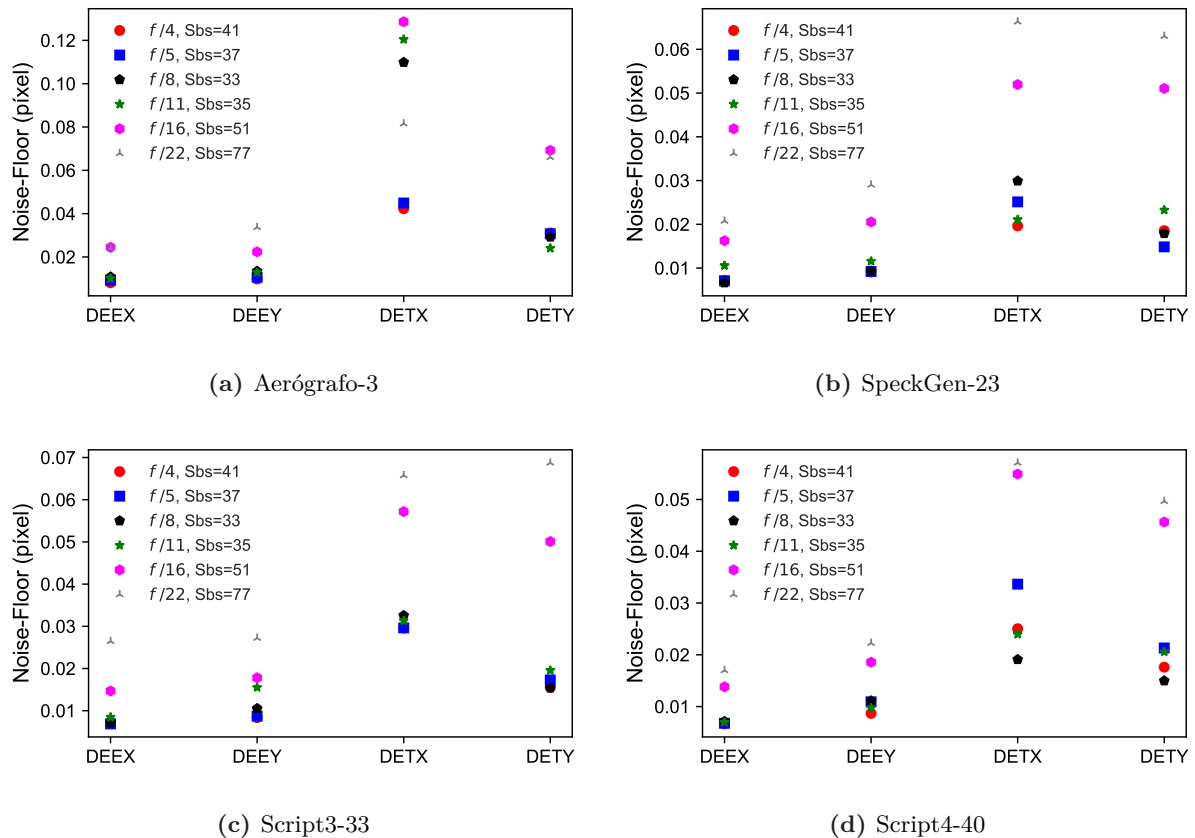 Noise-Floor (píxel)
0.12
0.10
0.08
0.06
0.04
0.02
f/4, Sbs=41
f/5, Sbs=37
f/8, Sbs=33
f/11, Sbs=35
f/16, Sbs=51
f/22, Sbs=77
DEEX DEEY DETX DETY
(a) Aerógrafo-3
Noise-Floor (píxel)
0.06
0.05
0.04
0.03
0.02
0.01
f/4, Sbs=41
f/5, Sbs=37
f/8, Sbs=33
f/11, Sbs=35
f/16, Sbs=51
f/22, Sbs=77
DEEX DEEY DETX DETY
(b) SpeckGen-23
Noise-Floor (píxel)
0.07
0.06
0.05
0.04
0.03
0.02
0.01
f/4, Sbs=41
f/5, Sbs=37
f/8, Sbs=33
f/11, Sbs=35
f/16, Sbs=51
f/22, Sbs=77
DEEX DEEY DETX DETY
(c) Script3-33
Noise-Floor (píxel)
0.05
0.04
0.03
0.02
0.01
f/4, Sbs=41
f/5, Sbs=37
f/8, Sbs=33
f/11, Sbs=35
f/16, Sbs=51
f/22, Sbs=77
DEEX DEEY DETX DETY
(d) Script4-40